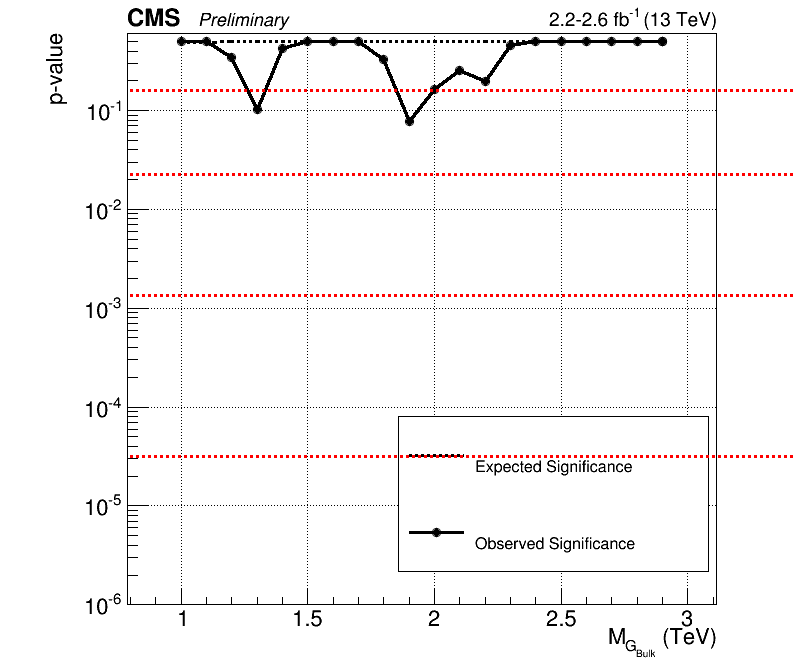 CMS Preliminary 2.2-2.6 fb-1 (13 TeV)
p-value
10-1
10-2
10-3
10-4
10-5
10-6
Expected Significance
Observed Significance
1 1.5 2 2.5 3
MGBulk (TeV)